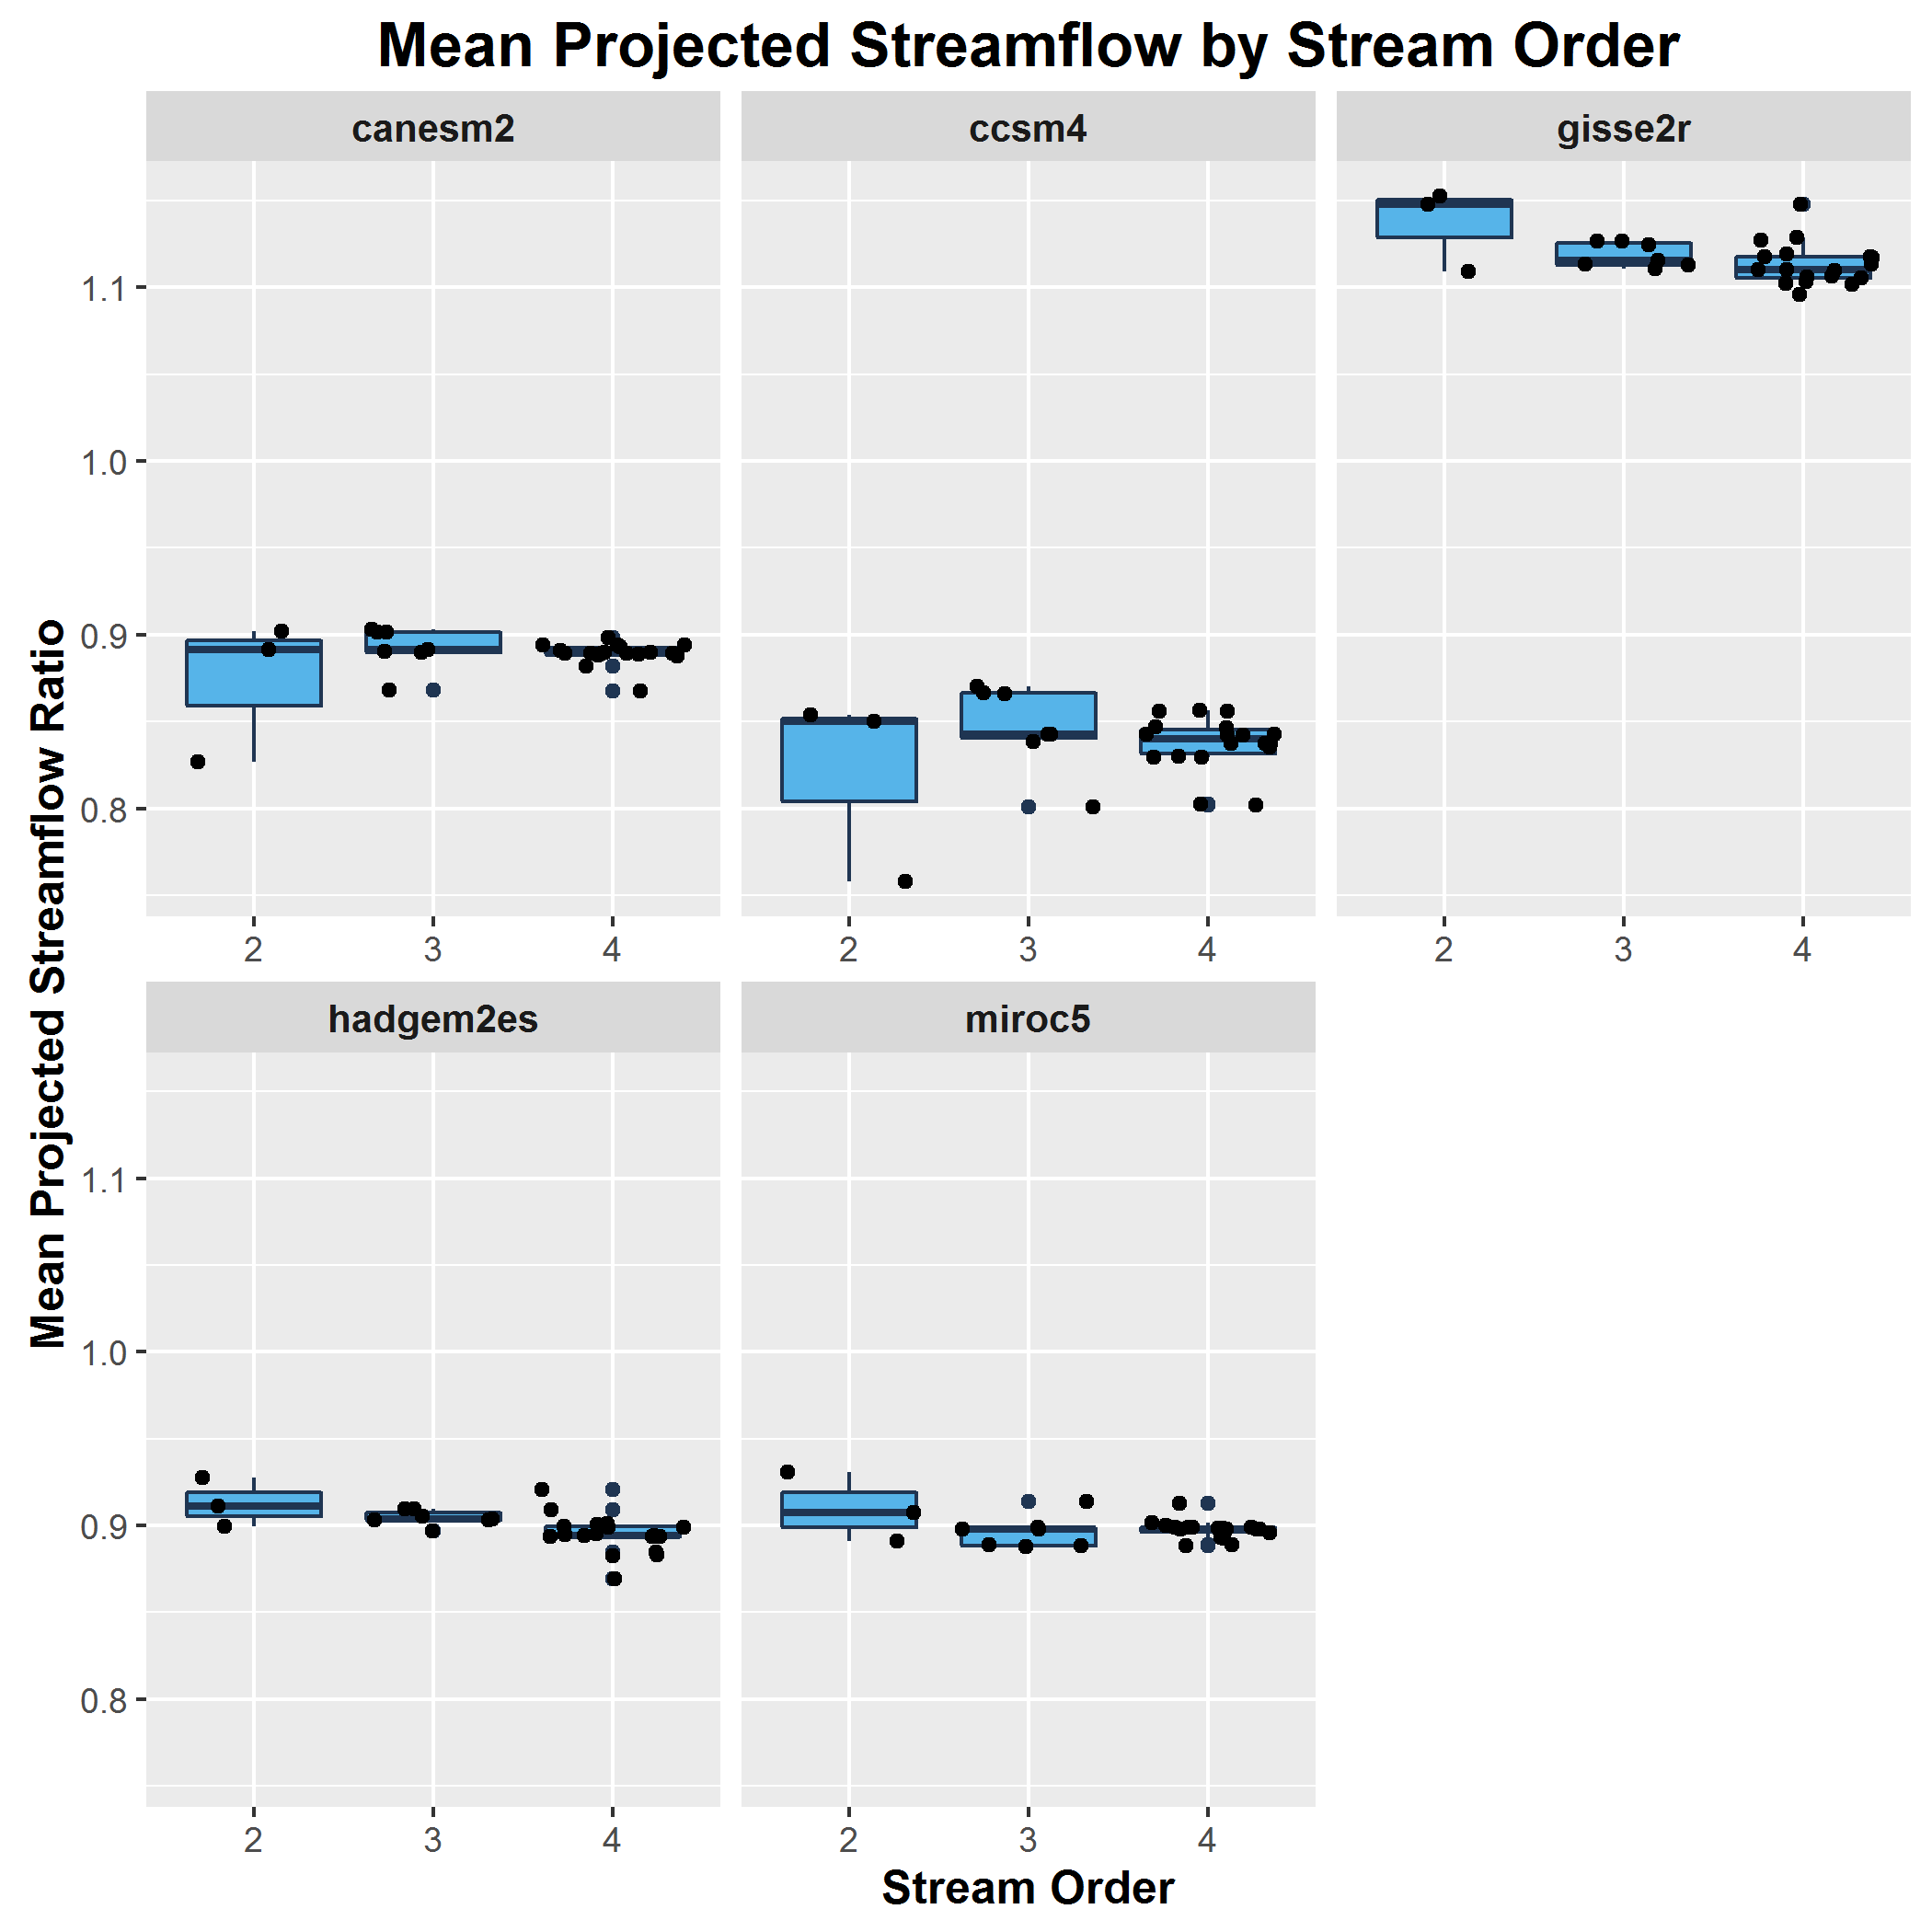 Mean Projected Streamflow by Stream Order
canesm2 ccsm4 gisse2r
1.1
1.0
0.9
0.8
2 3 4 2 3 4 2 3 4
hadgem2es miroc5
1.1
1.0
0.9
0.8
2 3 4 2 3 4
Mean Projected Streamflow Ratio
Stream Order